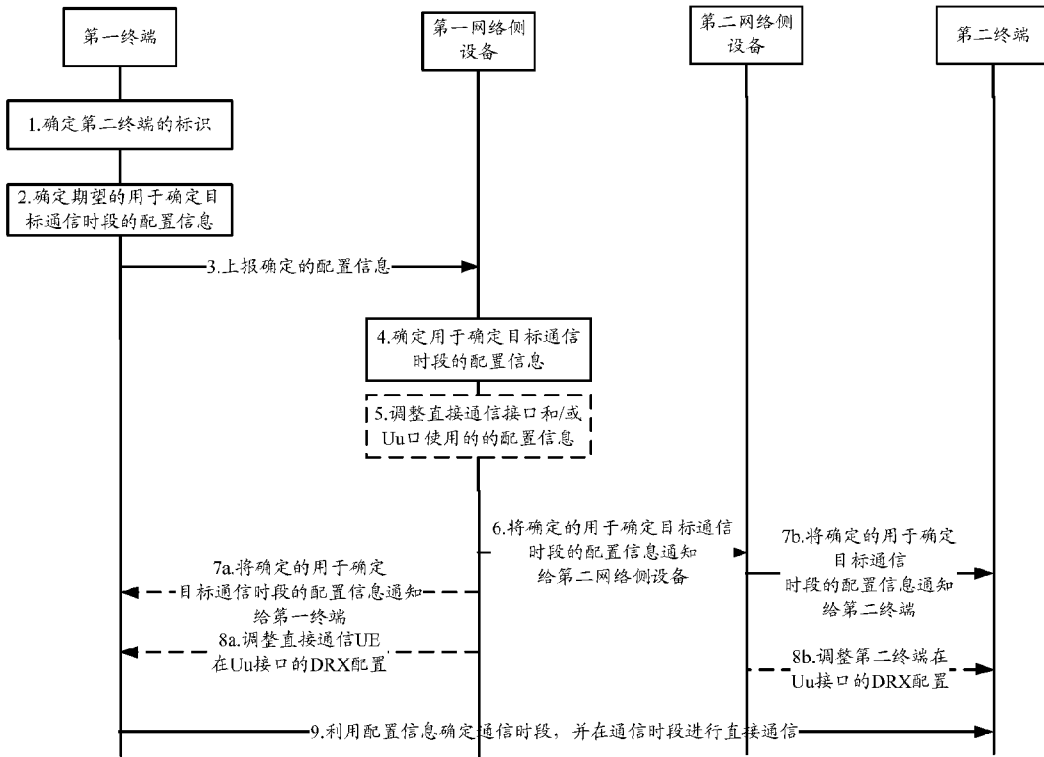 第一终端
第一网络侧
设备
第二网络侧
设备
第二终端
1.确定第二终端的标识
2.确定期望的用于确定目
标通信时段的配置信息
3.上报确定的配置信息
4.确定用于确定目标通信
时段的配置信息
5.调整直接通信接口和/或
Uu口使用的的配置信息
6.将确定的用于确定目标通信
时段的配置信息通知
给第二网络侧设备
7b.将确定的用于确定
目标通信
时段的配置信息通知
给第二终端
7a.将确定的用于确定
目标通信时段的配置信息通知
给第一终端
8a.调整直接通信UE
在Uu接口的DRX配置
8b.调整第二终端在
Uu接口的DRX配置
9.利用配置信息确定通信时段，并在通信时段进行直接通信